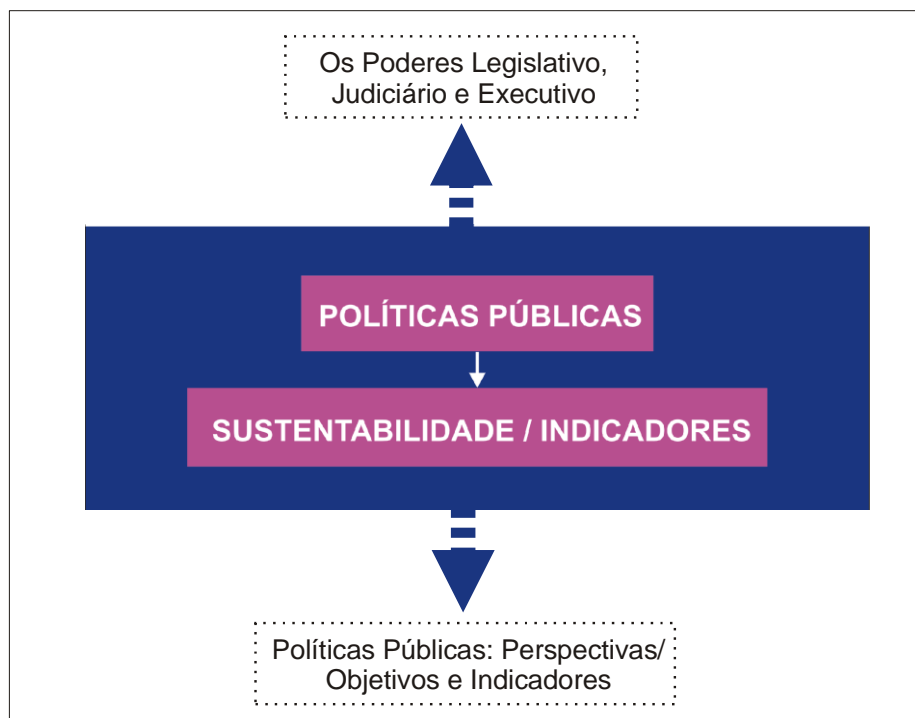 Os Poderes Legislativo,
Judiciário e Executivo
POLÍTICAS PÚBLICAS
SUSTENTABILIDADE / INDICADORES
Políticas Públicas: Perspectivas/
Objetivos e Indicadores